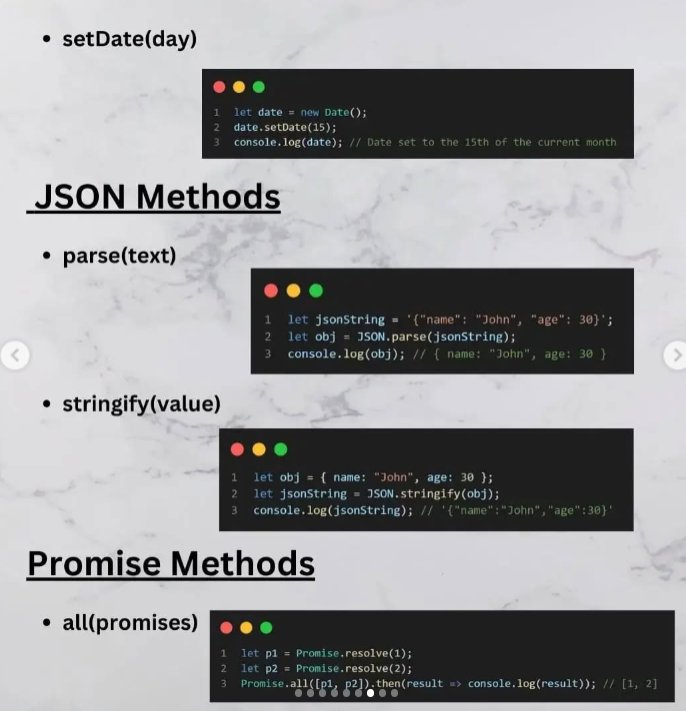 • setDate(day)
1 let date = new Date();
2 date.setDate(15);
3 console.log(date); // Date set to the 15th of the current month
JSON Methods
• parse(text)
1 let jsonString = '{"name": "John", "age": 30}';
2 let obj = JSON.parse(jsonString);
3 console.log(obj); // { name: "John", age: 30 }
• stringify(value)
1 let obj = { name: "John", age: 30 };
2 let jsonString = JSON.stringify(obj);
3 console.log(jsonString); // '{"name":"John","age":30}'
Promise Methods
• all(promises)
1 let p1 = Promise.resolve(1);
2 let p2 = Promise.resolve(2);
3 Promise.all([p1, p2]).then(result => console.log(result)); // [1, 2]